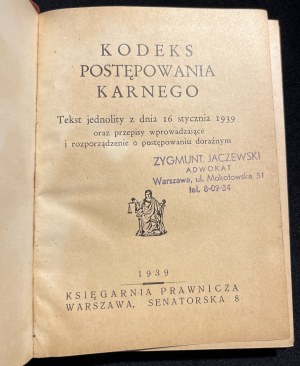 KODEKS
POSTĘPOWANIA
KARNEGO
Tekst jednolity z dnia 16 stycznia 1939
oraz przepisy wprowadzające
i rozporządzenie o postępowaniu doraźnym
ZYGMUNT JACZEWSKI
ADWOKAT
Warszawa, ul. Mokotowska 51
tel. 8-09-34
1939
KSIĘGARNIA PRAWNICZA
WARSZAWA, SENATORSKA 8